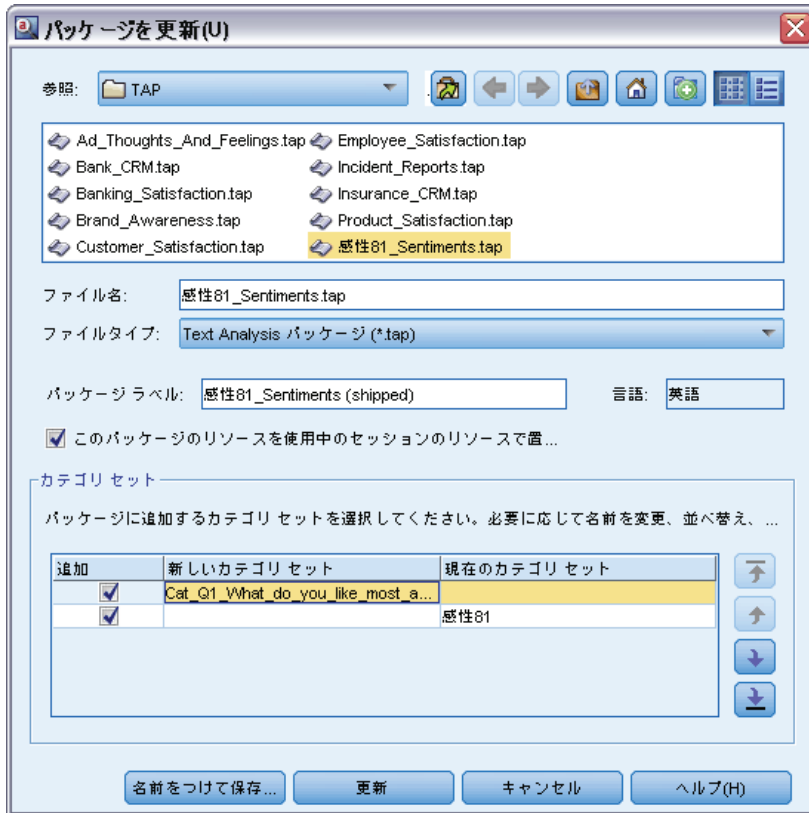 パッケージを更新(U)
参照: TAP
Ad_Thoughts_And_Feelings.tap Employee_Satisfaction.tap
Bank_CRM.tap Incident_Reports.tap
Banking_Satisfaction.tap Insurance_CRM.tap
Brand_Awareness.tap Product_Satisfaction.tap
Customer_Satisfaction.tap 感性81_Sentiments.tap
ファイル名: 感性81_Sentiments.tap
ファイルタイプ: Text Analysis パッケージ (*.tap)
パッケージ ラベル: 感性81_Sentiments (shipped) 言語: 英語
このパッケージのリソースを使用中のセッションのリソースで置...
カテゴリ セット
パッケージに追加するカテゴリ セットを選択してください。必要に応じて名前を変更、並べ替え、...
追加 新しいカテゴリ セット 現在のカテゴリ セット
Cat_Q1_What_do_you_like_most_a...
感性81
名前をつけて保存... 更新 キャンセル ヘルプ(H)